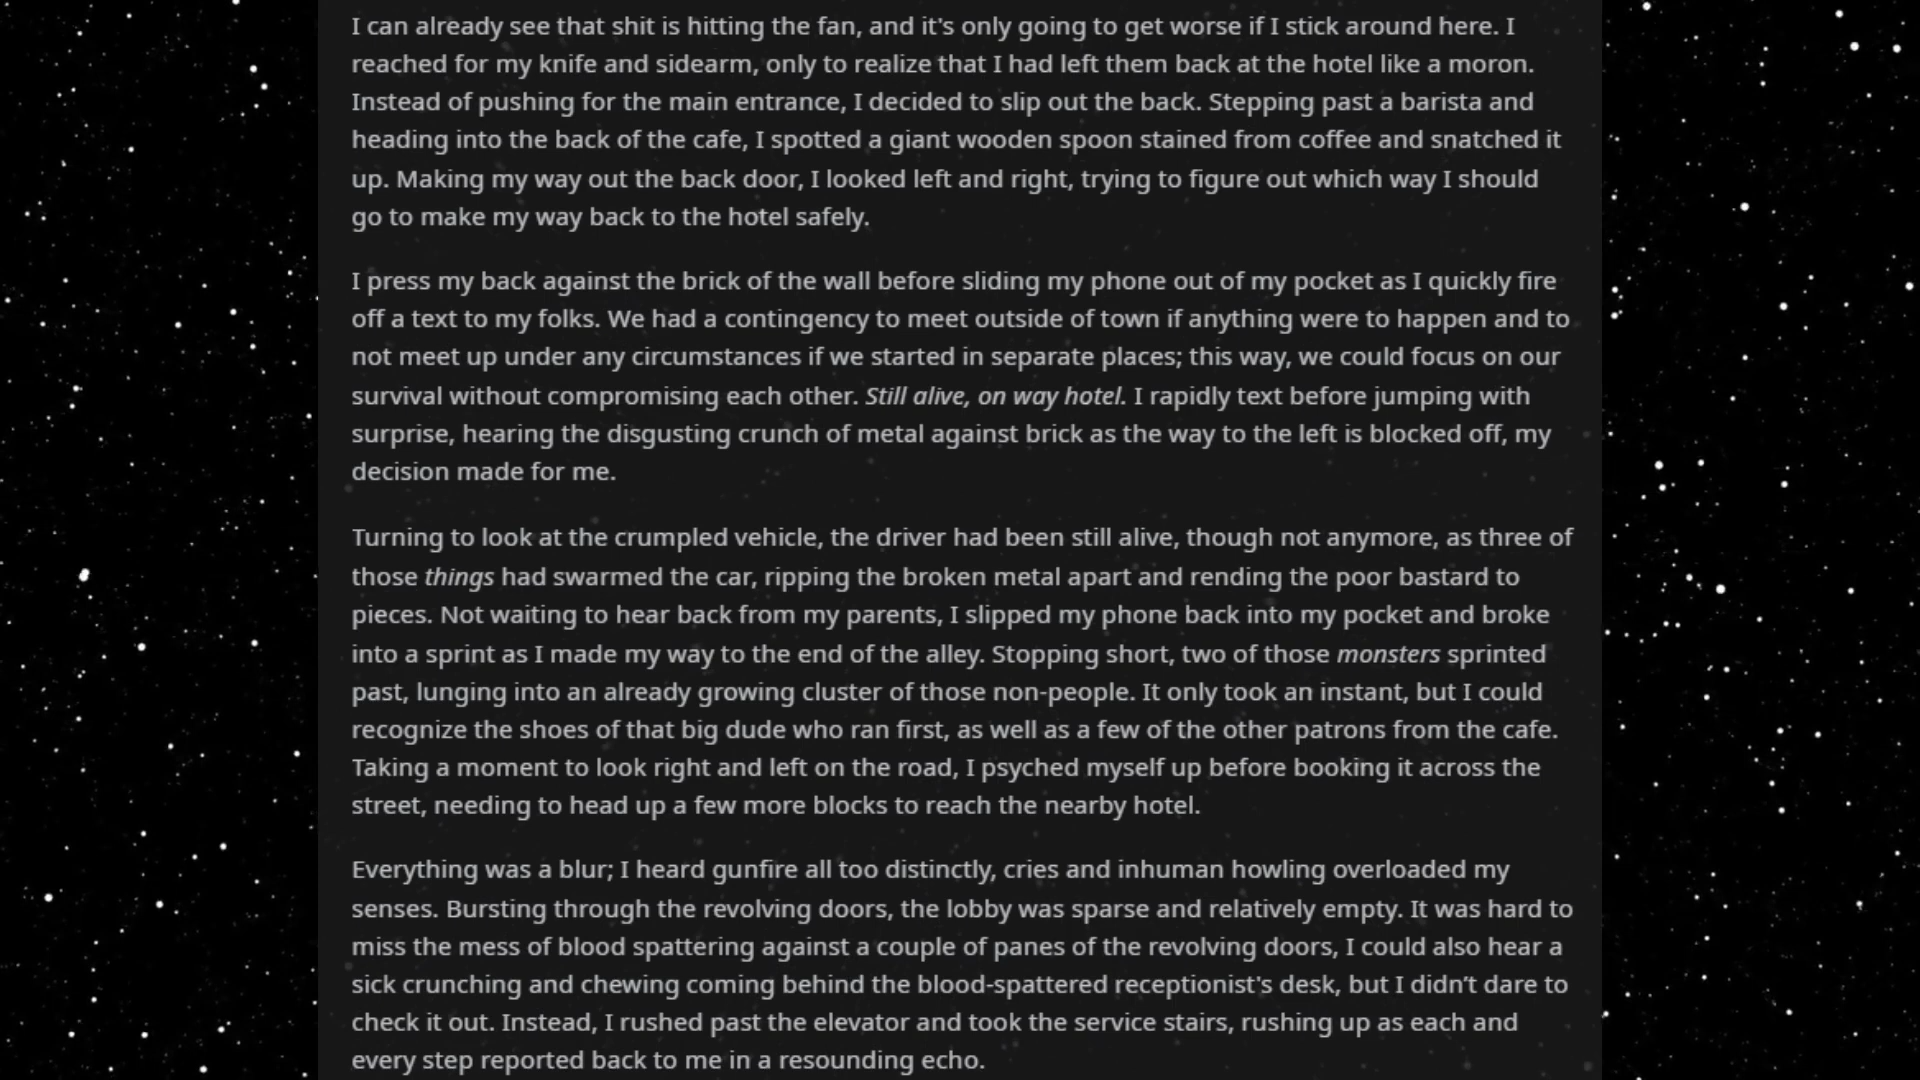 I can already see that shit is hitting the fan, and it's only going to get worse if I stick around here. I
reached for my knife and sidearm, only to realize that I had left them back at the hotel like a moron.
Instead of pushing for the main entrance, I decided to slip out the back. Stepping past a barista and
heading into the back of the cafe, I spotted a giant wooden spoon stained from coffee and snatched it
up. Making my way out the back door, I looked left and right, trying to figure out which way I should
go to make my way back to the hotel safely.
I press my back against the brick of the wall before sliding my phone out of my pocket as I quickly fire
off a text to my folks. We had a contingency to meet outside of town if anything were to happen and to
not meet up under any circumstances if we started in separate places; this way, we could focus on our
survival without compromising each other. Still alive, on way hotel. I rapidly text before jumping with
surprise, hearing the disgusting crunch of metal against brick as the way to the left is blocked off, my
decision made for me.
Turning to look at the crumpled vehicle, the driver had been still alive, though not anymore, as three of
those things had swarmed the car, ripping the broken metal apart and rending the poor bastard to
pieces. Not waiting to hear back from my parents, I slipped my phone back into my pocket and broke
into a sprint as I made my way to the end of the alley. Stopping short, two of those monsters sprinted
past, lunging into an already growing cluster of those non-people. It only took an instant, but I could
recognize the shoes of that big dude who ran first, as well as a few of the other patrons from the cafe.
Taking a moment to look right and left on the road, I psyched myself up before booking it across the
street, needing to head up a few more blocks to reach the nearby hotel.
Everything was a blur; I heard gunfire all too distinctly, cries and inhuman howling overloaded my
senses. Bursting through the revolving doors, the lobby was sparse and relatively empty. It was hard to
miss the mess of blood spattering against a couple of panes of the revolving doors, I could also hear a
sick crunching and chewing coming behind the blood-spattered receptionist's desk, but I didn’t dare to
check it out. Instead, I rushed past the elevator and took the service stairs, rushing up as each and
every step reported back to me in a resounding echo.